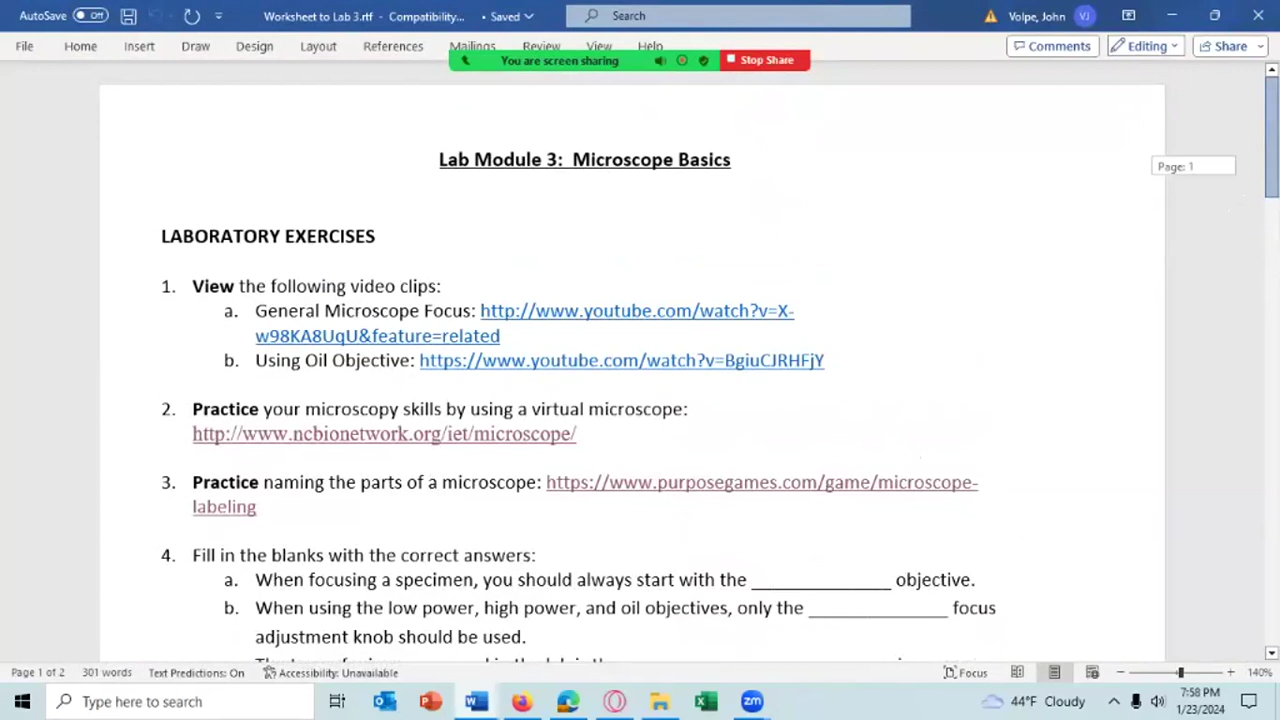 AutoSave Off Worksheet to Lab 3.rtf - Compatibility... • Saved Search Volpe, John VJ
File Home Insert Draw Design Layout References Mailings Review View Help Comments Editing Share
You are screen sharing Stop Share
Lab Module 3: Microscope Basics
Page: 1
LABORATORY EXERCISES
1. View the following video clips:
a. General Microscope Focus: http://www.youtube.com/watch?v=X-
w98KA8UqU&feature=related
b. Using Oil Objective: https://www.youtube.com/watch?v=BgiuCJRHFjY
2. Practice your microscopy skills by using a virtual microscope:
http://www.ncbionetwork.org/iet/microscope/
3. Practice naming the parts of a microscope: https://www.purposegames.com/game/microscope-
labeling
4. Fill in the blanks with the correct answers:
a. When focusing a specimen, you should always start with the ______________ objective.
b. When using the low power, high power, and oil objectives, only the ______________ focus
adjustment knob should be used.
Page 1 of 2 301 words Text Predictions: On Accessibility: Unavailable Focus 140%
Type here to search 44°F Cloudy 7:58 PM
1/23/2024